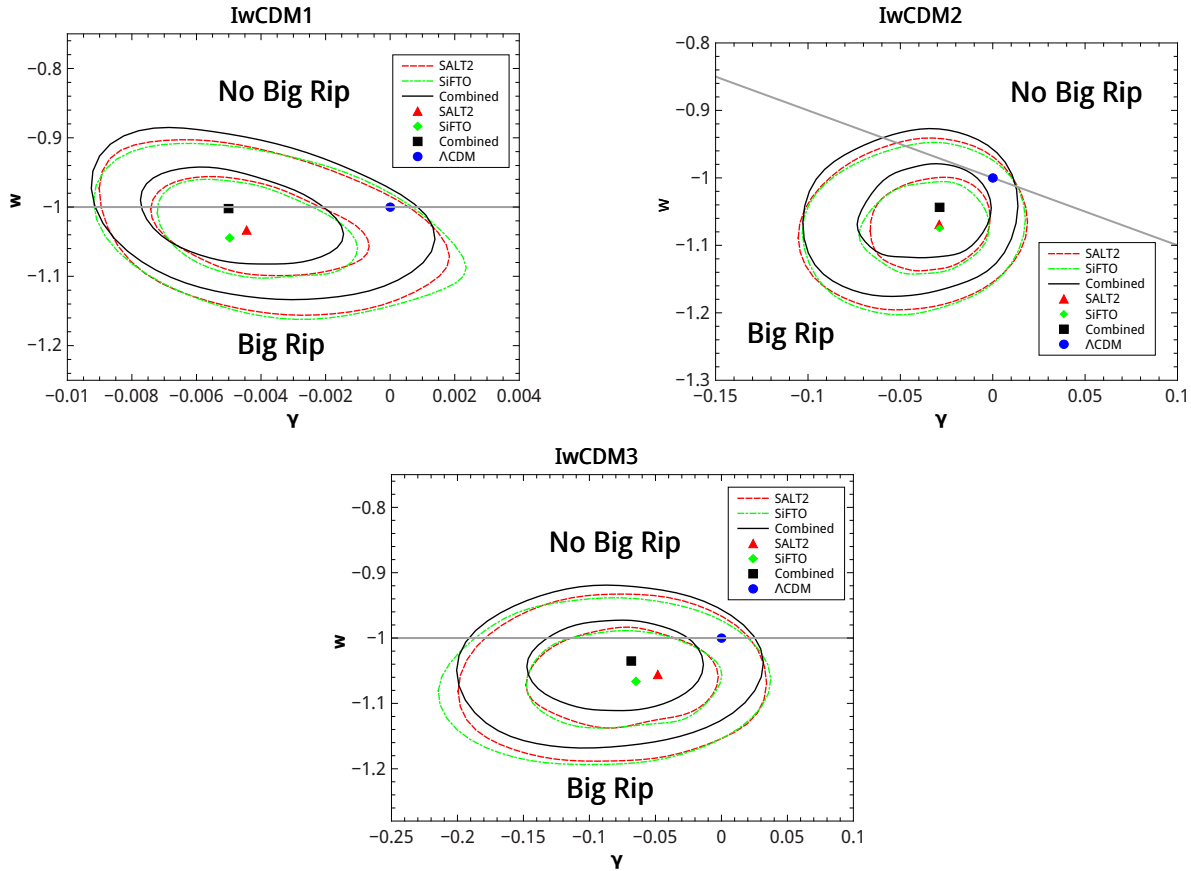 IwCDM1
No Big Rip
SALT2
SiFTO
Combined
SALT2
SiFTO
Combined
ΛCDM
Big Rip
w
−0.8
−0.9
−1
−1.1
−1.2
−0.01
−0.008
−0.006
−0.004
−0.002
0
0.002
0.004
γ
IwCDM2
No Big Rip
SALT2
SiFTO
Combined
SALT2
SiFTO
Combined
ΛCDM
Big Rip
w
−0.8
−0.9
−1
−1.1
−1.2
−1.3
−0.15
−0.1
−0.05
0
0.05
0.1
γ
IwCDM3
No Big Rip
SALT2
SiFTO
Combined
SALT2
SiFTO
Combined
ΛCDM
Big Rip
w
−0.8
−0.9
−1
−1.1
−1.2
−0.25
−0.2
−0.15
−0.1
−0.05
0
0.05
0.1
γ